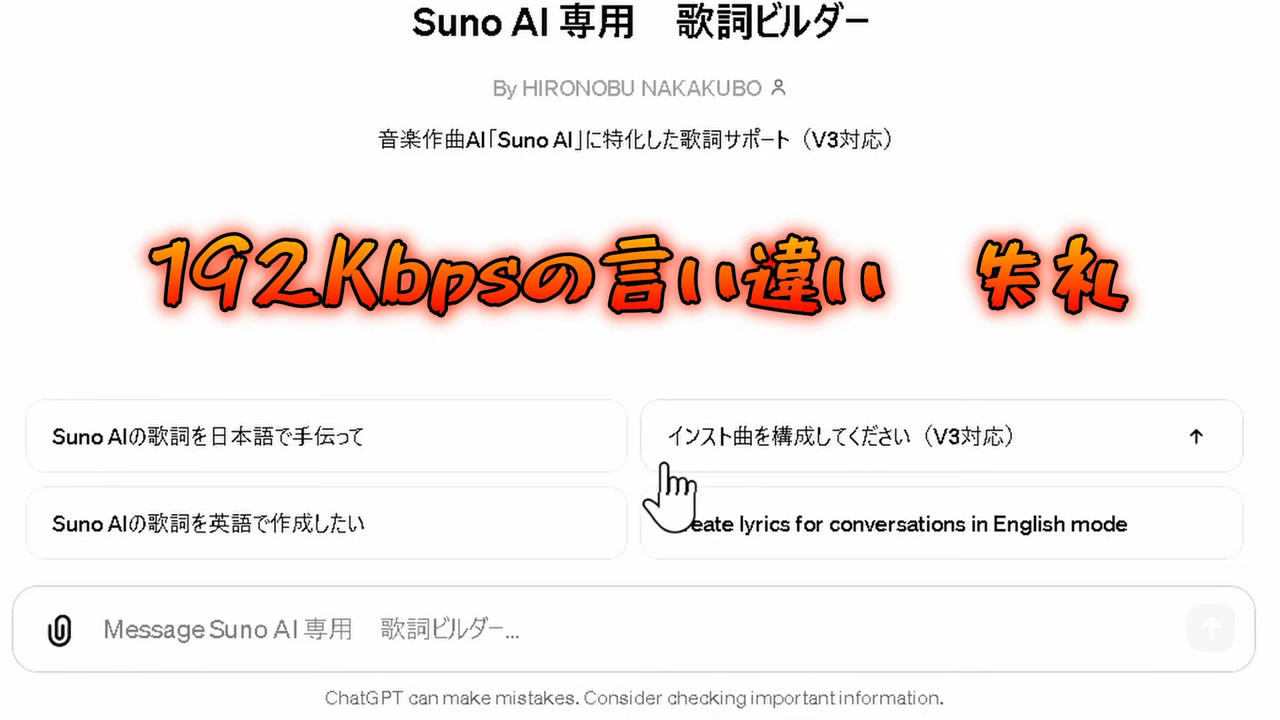 Suno AI 専用　歌詞ビルダー
By HIRONOBU NAKAKUBO
音楽作曲AI「Suno AI」に特化した歌詞サポート（V3対応）
192Kbpsの言い違い　失礼
Suno AIの歌詞を日本語で手伝って
インスト曲を構成してください（V3対応）
Suno AIの歌詞を英語で作成したい
eate lyrics for conversations in English mode
Message Suno AI 専用　歌詞ビルダー...
ChatGPT can make mistakes. Consider checking important information.